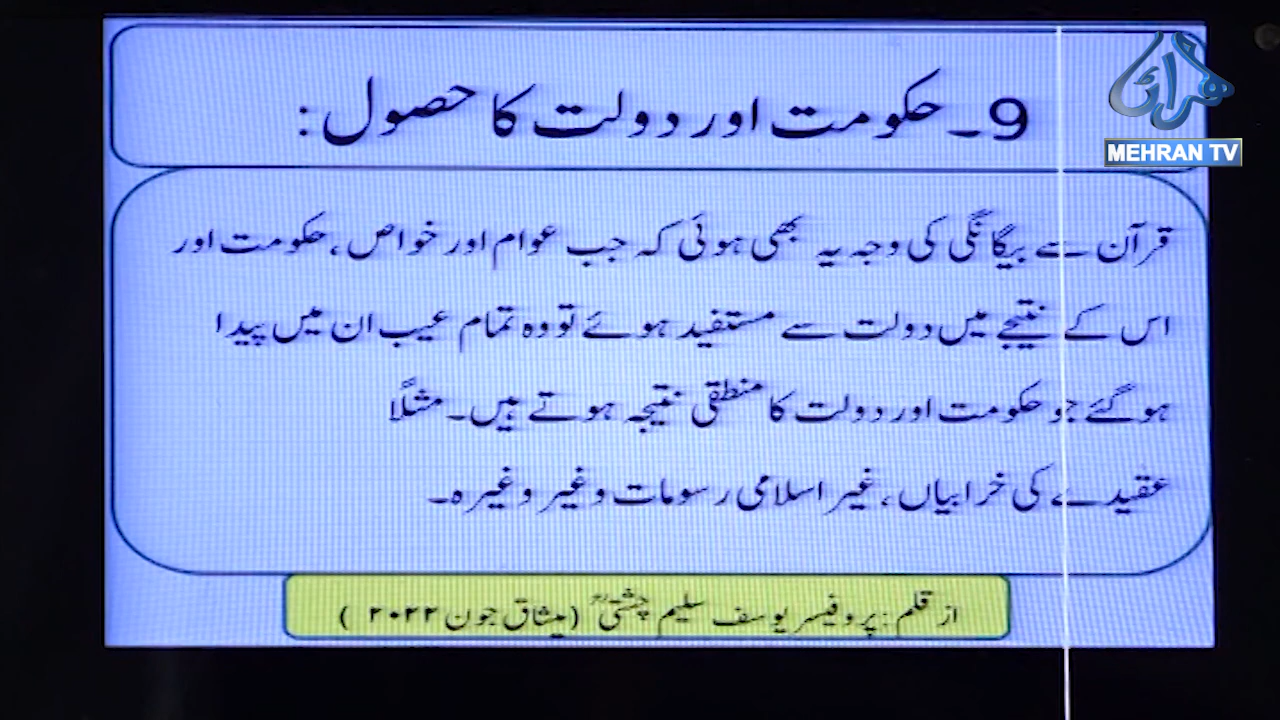 9۔حکومت اور دولت کا حصول :
قرآن سے بیگانگی کی وجہ یہ بھی ہوئی کہ جب عوام اور خواص ،حکومت اور
اس کے نتیجے میں دولت سے مستفید ہوئے تو وہ تمام عیب ان میں پیدا
ہوگئے جو حکومت اور دولت کا منطقی نتیجہ ہوتے ہیں۔ مثلًا
عقیدے کی خرابیاں ، غیر اسلامی رسومات وغیر وغیرہ۔
از قلم : پروفیسر یوسف سلیم چشتیؒ (میثاق جون ۲۰۲۲ )
مہران
MEHRAN TV